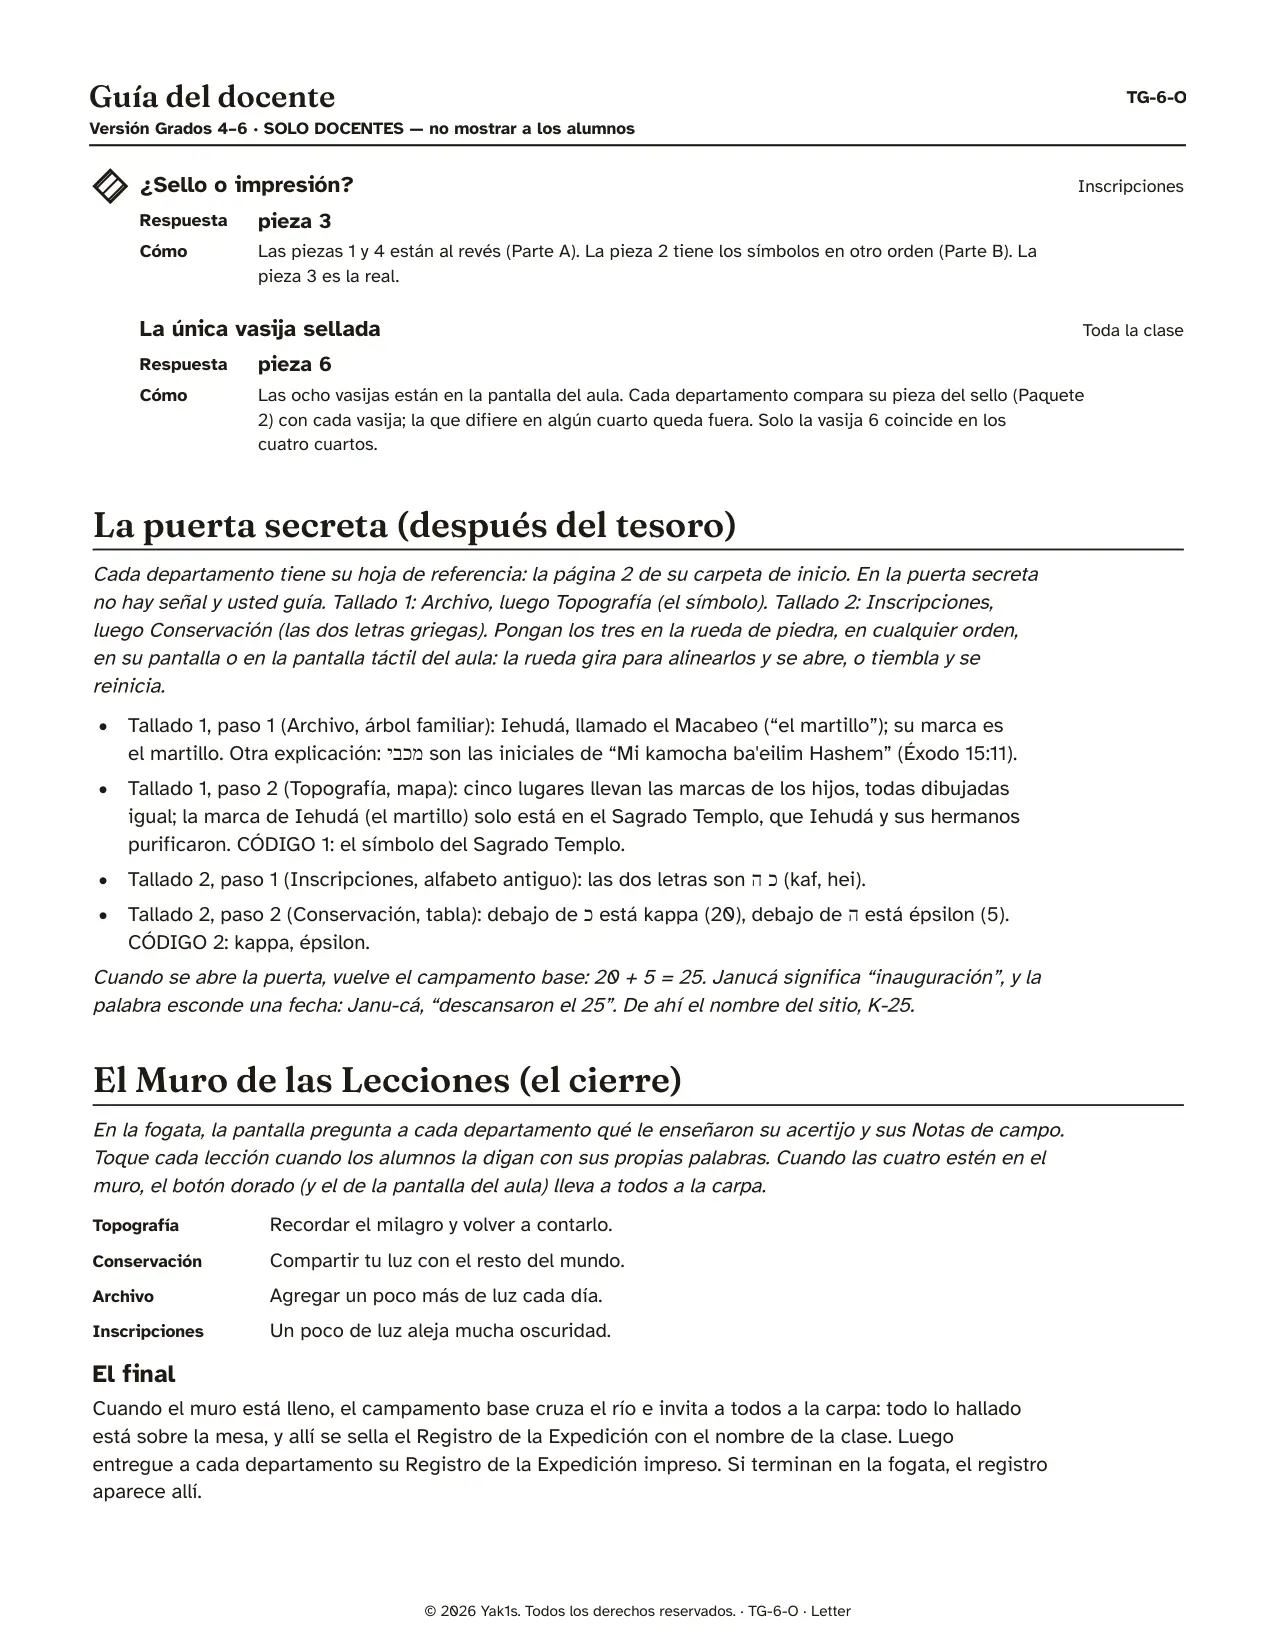 Guía del docente
TG-6-O
Versión Grados 4–6 · SOLO DOCENTES — no mostrar a los alumnos
¿Sello o impresión?
Inscripciones
Respuesta pieza 3
Cómo Las piezas 1 y 4 están al revés (Parte A). La pieza 2 tiene los símbolos en otro orden (Parte B). La
pieza 3 es la real.
La única vasija sellada
Toda la clase
Respuesta pieza 6
Cómo Las ocho vasijas están en la pantalla del aula. Cada departamento compara su pieza del sello (Paquete
2) con cada vasija; la que difiere en algún cuarto queda fuera. Solo la vasija 6 coincide en los
cuatro cuartos.
La puerta secreta (después del tesoro)
Cada departamento tiene su hoja de referencia: la página 2 de su carpeta de inicio. En la puerta secreta
no hay señal y usted guía. Tallado 1: Archivo, luego Topografía (el símbolo). Tallado 2: Inscripciones,
luego Conservación (las dos letras griegas). Pongan los tres en la rueda de piedra, en cualquier orden,
en su pantalla o en la pantalla táctil del aula: la rueda gira para alinearlos y se abre, o tiembla y se
reinicia.
• Tallado 1, paso 1 (Archivo, árbol familiar): Iehudá, llamado el Macabeo (“el martillo”); su marca es
el martillo. Otra explicación: מכבי son las iniciales de “Mi kamocha ba'eilim Hashem” (Éxodo 15:11).
• Tallado 1, paso 2 (Topografía, mapa): cinco lugares llevan las marcas de los hijos, todas dibujadas
igual; la marca de Iehudá (el martillo) solo está en el Sagrado Templo, que Iehudá y sus hermanos
purificaron. CÓDIGO 1: el símbolo del Sagrado Templo.
• Tallado 2, paso 1 (Inscripciones, alfabeto antiguo): las dos letras son כ ה (kaf, hei).
• Tallado 2, paso 2 (Conservación, tabla): debajo de כ está kappa (20), debajo de ה está épsilon (5).
CÓDIGO 2: kappa, épsilon.
Cuando se abre la puerta, vuelve el campamento base: 20 + 5 = 25. Janucá significa “inauguración”, y la
palabra esconde una fecha: Janu-cá, “descansaron el 25”. De ahí el nombre del sitio, K-25.
El Muro de las Lecciones (el cierre)
En la fogata, la pantalla pregunta a cada departamento qué le enseñaron su acertijo y sus Notas de campo.
Toque cada lección cuando los alumnos la digan con sus propias palabras. Cuando las cuatro estén en el
muro, el botón dorado (y el de la pantalla del aula) lleva a todos a la carpa.
Topografía Recordar el milagro y volver a contarlo.
Conservación Compartir tu luz con el resto del mundo.
Archivo Agregar un poco más de luz cada día.
Inscripciones Un poco de luz aleja mucha oscuridad.
El final
Cuando el muro está lleno, el campamento base cruza el río e invita a todos a la carpa: todo lo hallado
está sobre la mesa, y allí se sella el Registro de la Expedición con el nombre de la clase. Luego
entregue a cada departamento su Registro de la Expedición impreso. Si terminan en la fogata, el registro
aparece allí.
© 2026 Yak1s. Todos los derechos reservados. · TG-6-O · Letter